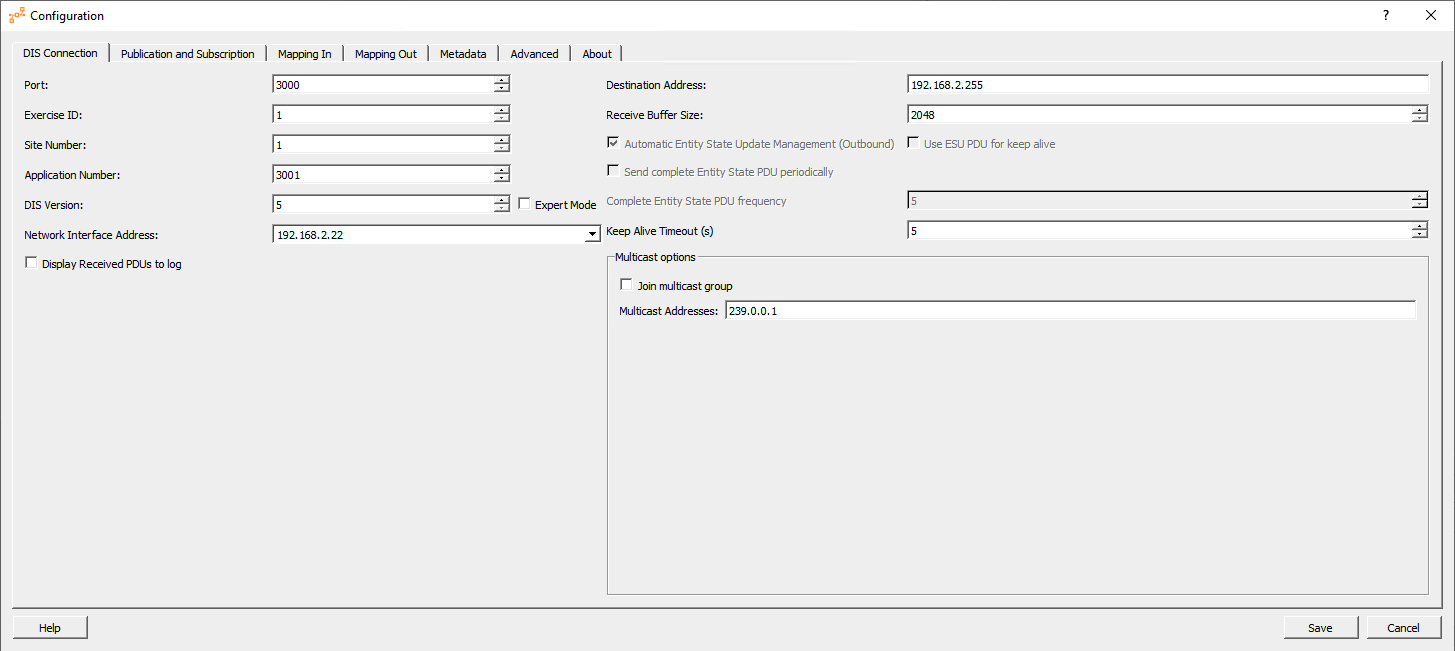 Configuration
?
DIS Connection
Publication and Subscription
Mapping In
Mapping Out
Metadata
Advanced
About
Port:
3000
Exercise ID:
1
Site Number:
1
Application Number:
3001
DIS Version:
5
Expert Mode
Network Interface Address:
192.168.2.22
Display Received PDUs to log
Destination Address:
192.168.2.255
Receive Buffer Size:
2048
Automatic Entity State Update Management (Outbound)
Use ESU PDU for keep alive
Send complete Entity State PDU periodically
Complete Entity State PDU frequency
5
Keep Alive Timeout (s)
5
Multicast options
Join multicast group
Multicast Addresses:
239.0.0.1
Help
Save
Cancel